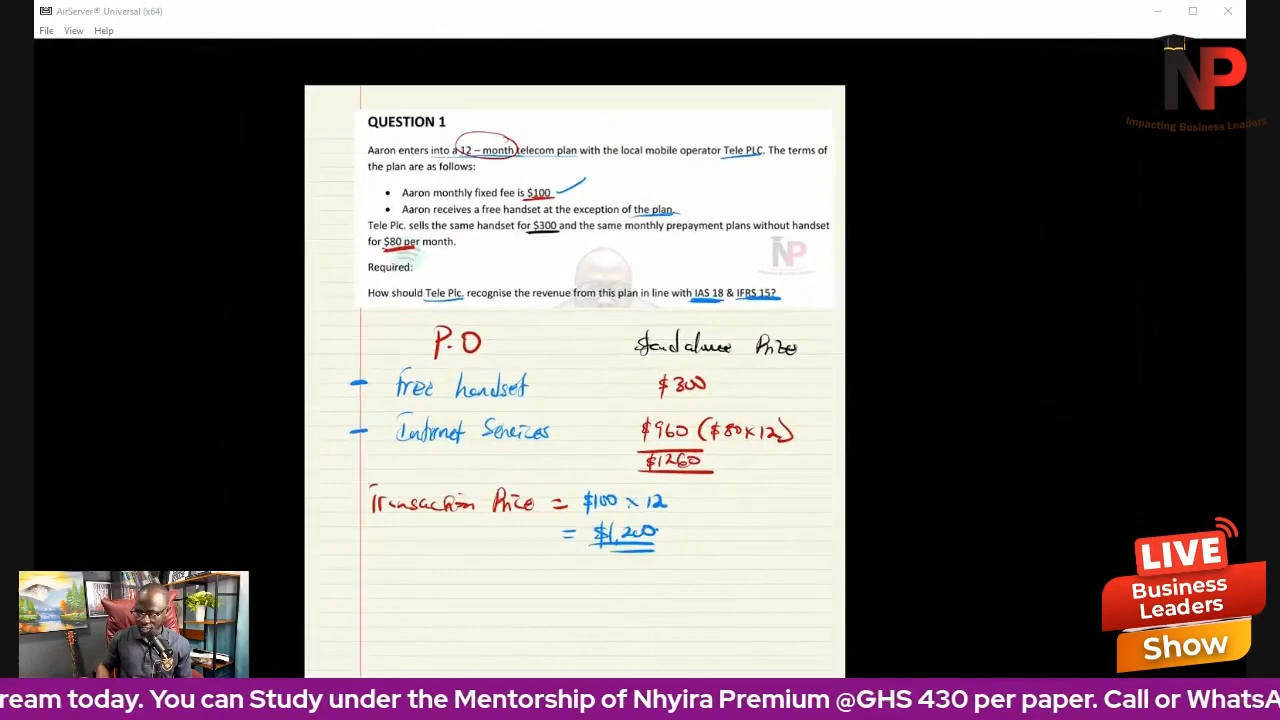 AirServer® Universal (x64)
File View Help
NP
Impacting Business Leaders
QUESTION 1
Aaron enters into a 12 – month telecom plan with the local mobile operator Tele PLC. The terms of
the plan are as follows:
• Aaron monthly fixed fee is $100
• Aaron receives a free handset at the exception of the plan.
Tele Plc. sells the same handset for $300 and the same monthly prepayment plans without handset
for $80 per month.
NP
Required:
How should Tele Plc. recognise the revenue from this plan in line with IAS 18 & IFRS 15?
P.O Standalone Price
- Free handset $300
- Internet Services $960 ($80x12)
$1260
Transaction Price = $100 x 12
= $1,200
LIVE
Business
Leaders
Show
ream today. You can Study under the Mentorship of Nhyira Premium @GHS 430 per paper. Call or WhatsA